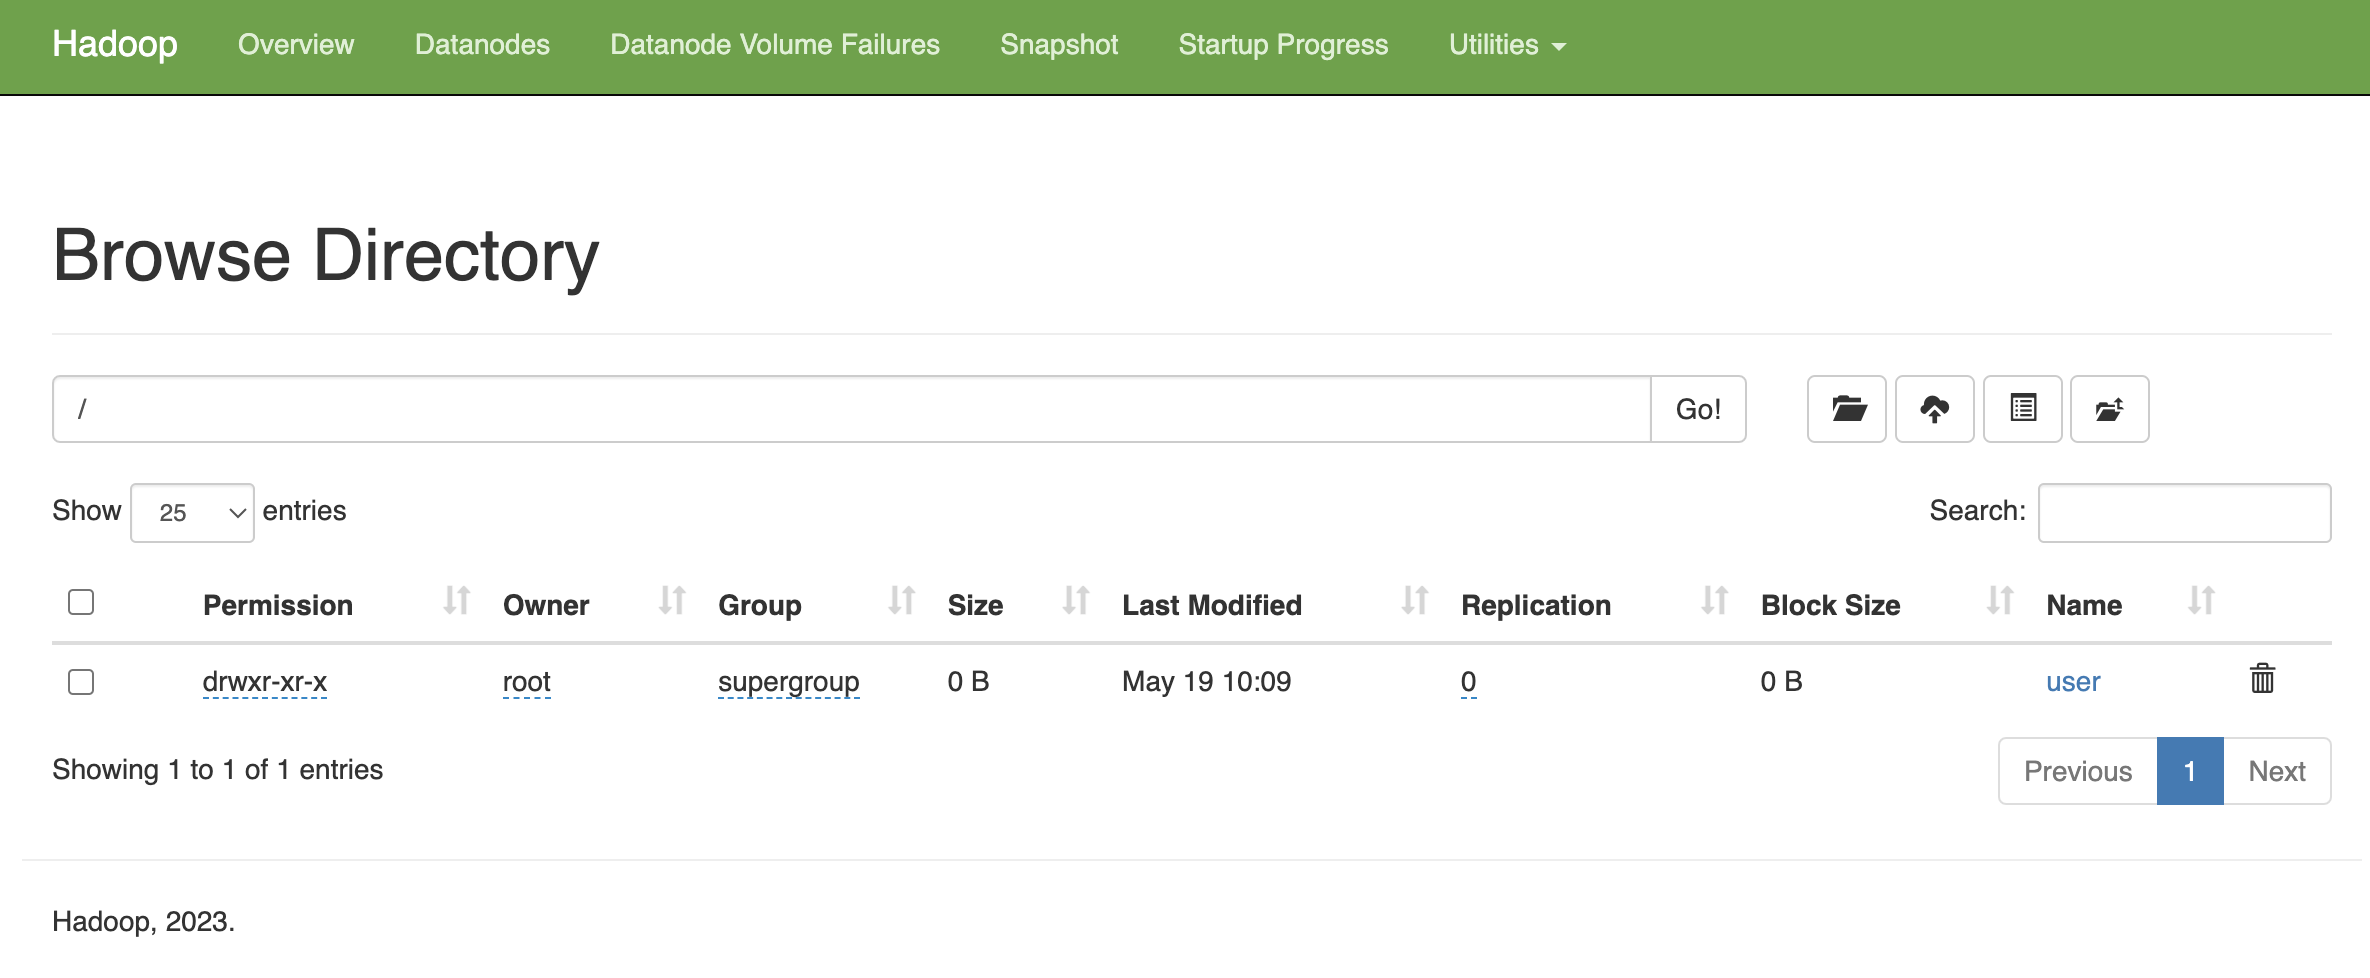 Hadoop Overview Datanodes Datanode Volume Failures Snapshot Startup Progress Utilities
Browse Directory
/ Go!
Show 25 entries Search:
Permission Owner Group Size Last Modified Replication Block Size Name
drwxr-xr-x root supergroup 0 B May 19 10:09 0 0 B user
Showing 1 to 1 of 1 entries Previous 1 Next
Hadoop, 2023.